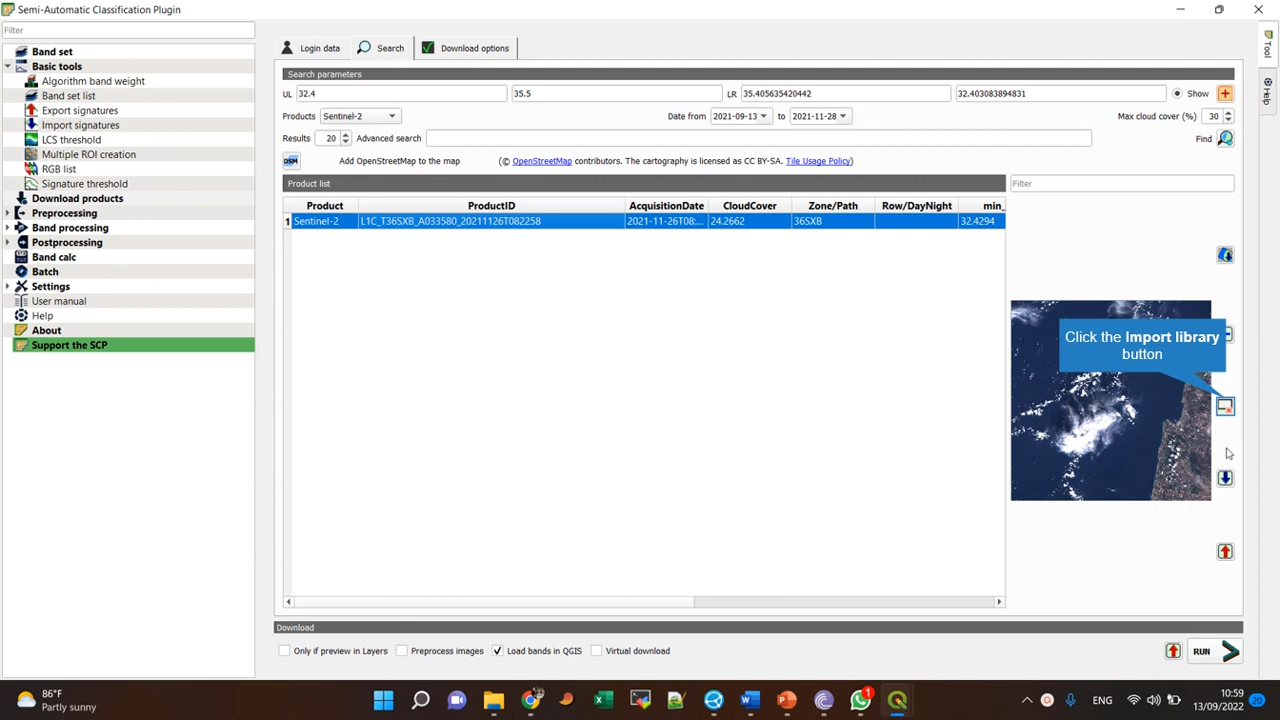 Semi-Automatic Classification Plugin
Filter
Band set
Basic tools
Algorithm band weight
Band set list
Export signatures
Import signatures
LCS threshold
Multiple ROI creation
RGB list
Signature threshold
Download products
Preprocessing
Band processing
Postprocessing
Band calc
Batch
Settings
User manual
Help
About
Support the SCP
Login data
Search
Download options
Search parameters
UL 32.4 35.5 LR 35.405635420442 32.403083894831 Show
Products Sentinel-2 Date from 2021-09-13 to 2021-11-28 Max cloud cover (%) 30
Results 20 Advanced search Find
OSM Add OpenStreetMap to the map (© OpenStreetMap contributors. The cartography is licensed as CC BY-SA. Tile Usage Policy)
Product list Filter
Product ProductID AcquisitionDate CloudCover Zone/Path Row/DayNight min_
1 Sentinel-2 L1C_T36SXB_A033580_20211126T082258 2021-11-26T08:... 24.2662 36SXB 32.4294
Click the Import library
button
Download
Only if preview in Layers Preprocess images Load bands in QGIS Virtual download RUN
Tool
Help
86°F
Partly sunny
1
ENG
10:59
13/09/2022
20